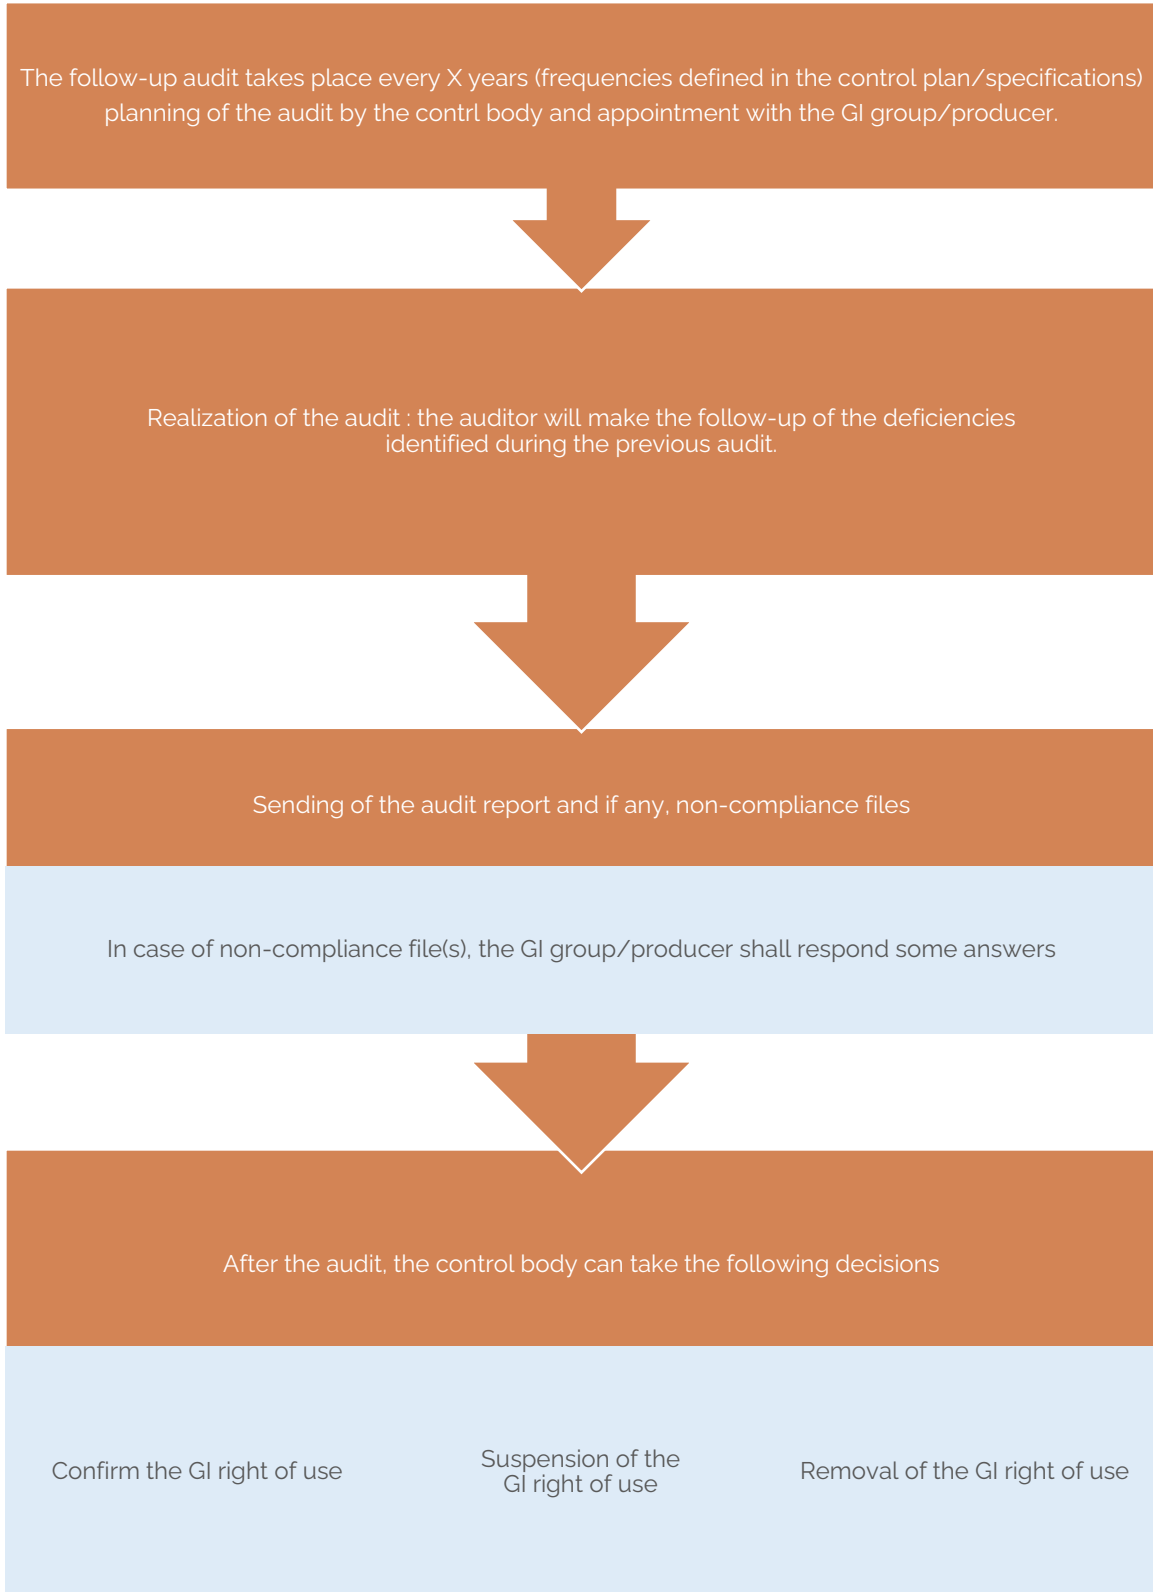 The follow-up audit takes place every X years (frequencies defined in the control plan/specifications)
planning of the audit by the contrl body and appointment with the GI group/producer.
Realization of the audit : the auditor will make the follow-up of the deficiencies
identified during the previous audit.
Sending of the audit report and if any, non-compliance files
In case of non-compliance file(s), the GI group/producer shall respond some answers
After the audit, the control body can take the following decisions
Confirm the GI right of use
Suspension of the
GI right of use
Removal of the GI right of use